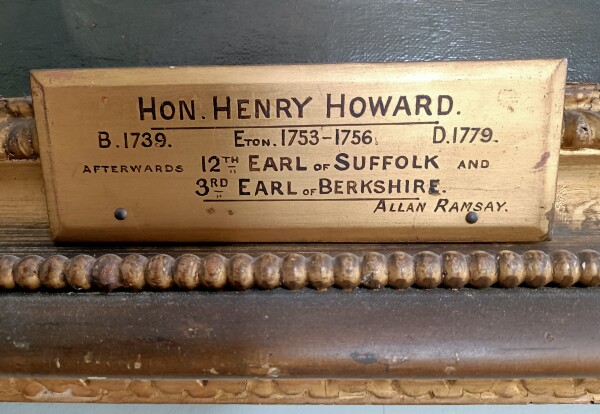 HON. HENRY HOWARD.
B. 1739. ETON. 1753-1756. D. 1779.
AFTERWARDS 12TH EARL OF SUFFOLK AND
3RD EARL OF BERKSHIRE.
ALLAN RAMSAY.